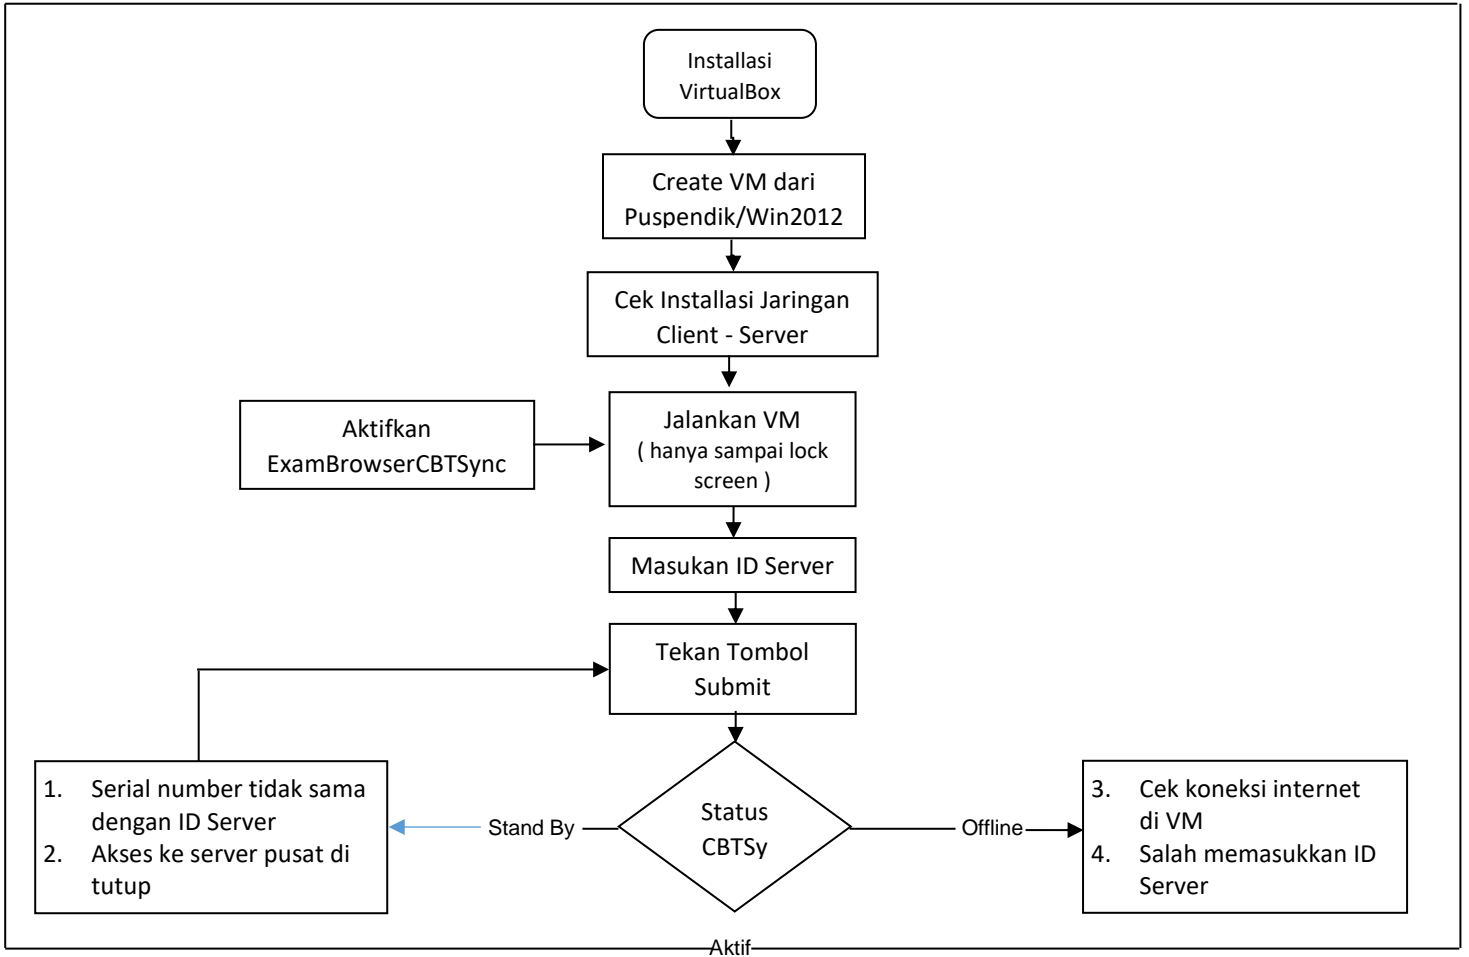 Installasi
VirtualBox
Create VM dari
Puspendik/Win2012
Cek Installasi Jaringan
Client - Server
Aktifkan
ExamBrowserCBTSync
Jalankan VM
( hanya sampai lock
screen )
Masukan ID Server
Tekan Tombol
Submit
1. Serial number tidak sama
dengan ID Server
2. Akses ke server pusat di
tutup
Stand By
Status
CBTSy
Offline
3. Cek koneksi internet
di VM
4. Salah memasukkan ID
Server
Aktif